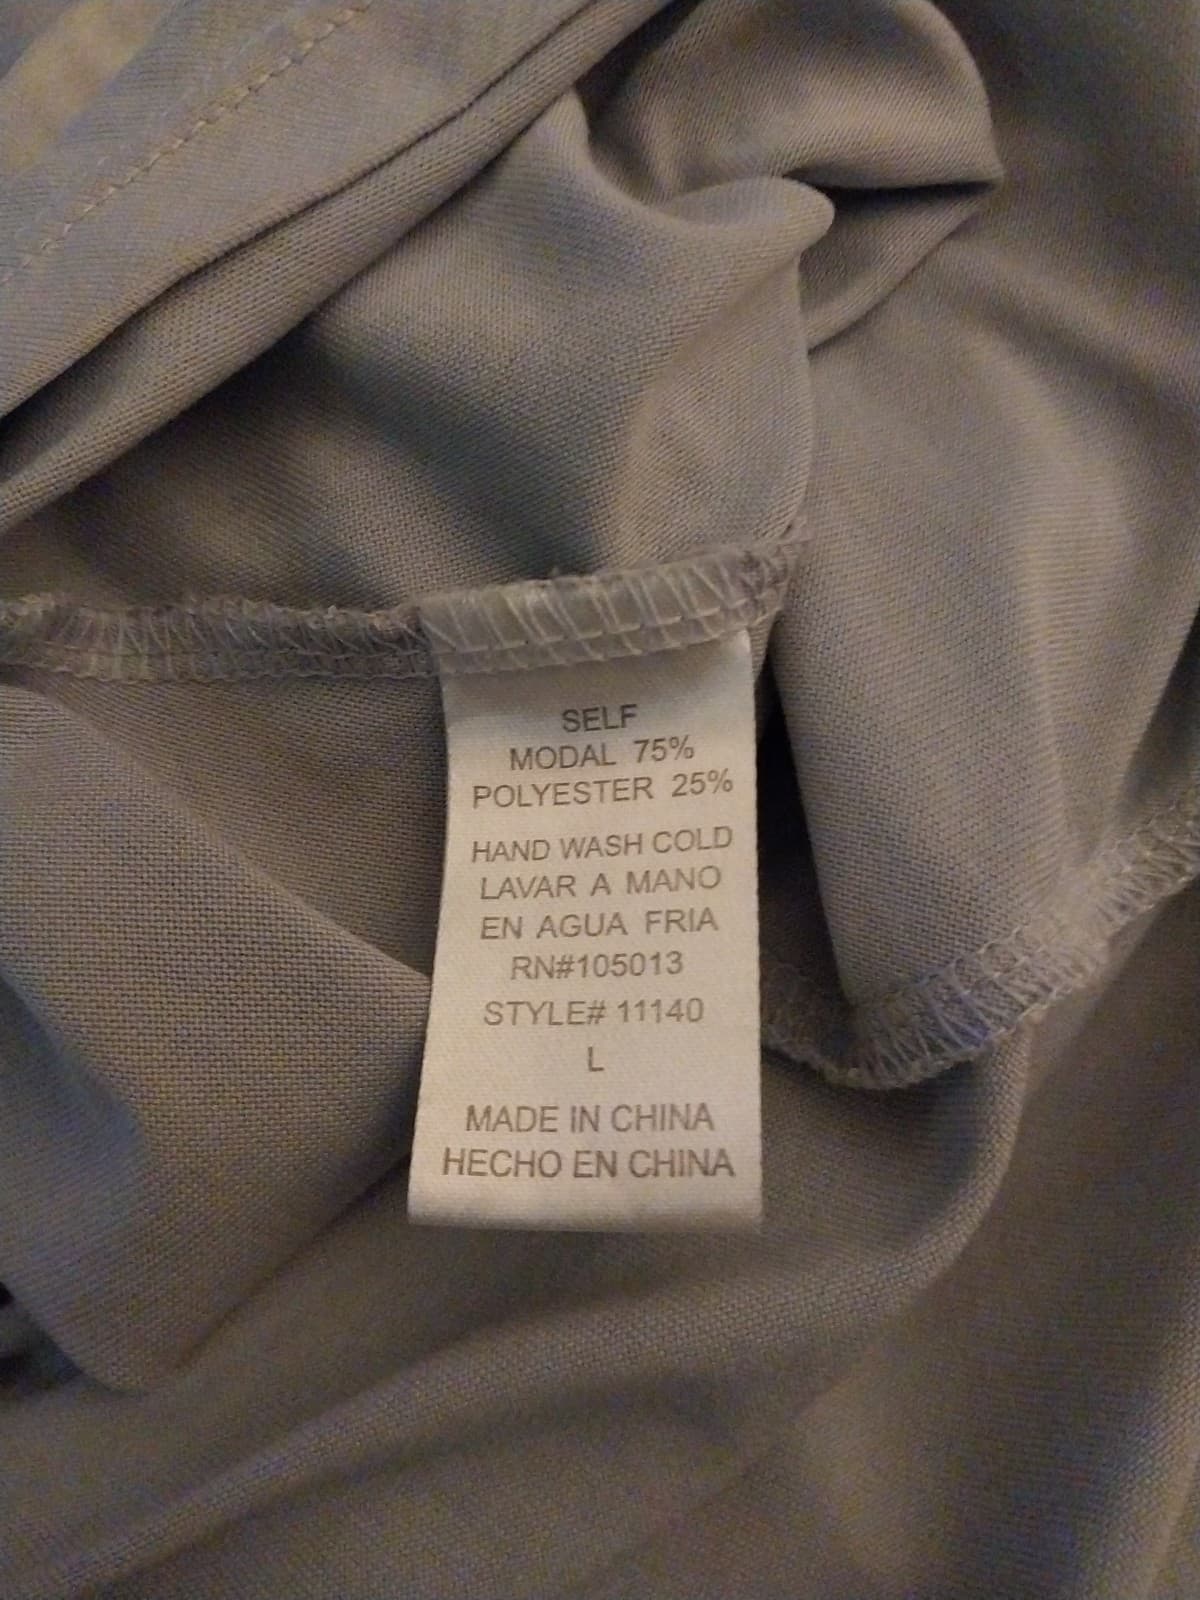 SELF
MODAL 75%
POLYESTER 25%
HAND WASH COLD
LAVAR A MANO
EN AGUA FRIA
RN#105013
STYLE# 11140
L
MADE IN CHINA
HECHO EN CHINA